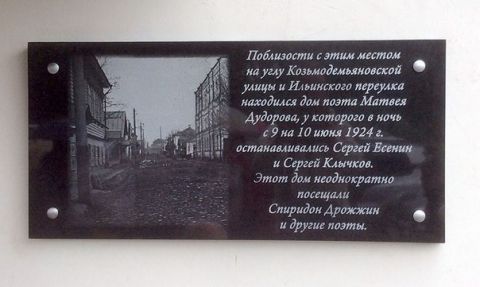 Поблизости с этим местом
на углу Козьмодемьяновской
улицы и Ильинского переулка
находился дом поэта Матвея
Дудорова, у которого в ночь
с 9 на 10 июня 1924 г.
останавливались Сергей Есенин
и Сергей Клычков.
Этот дом неоднократно
посещали
Спиридон Дрожжин
и другие поэты.